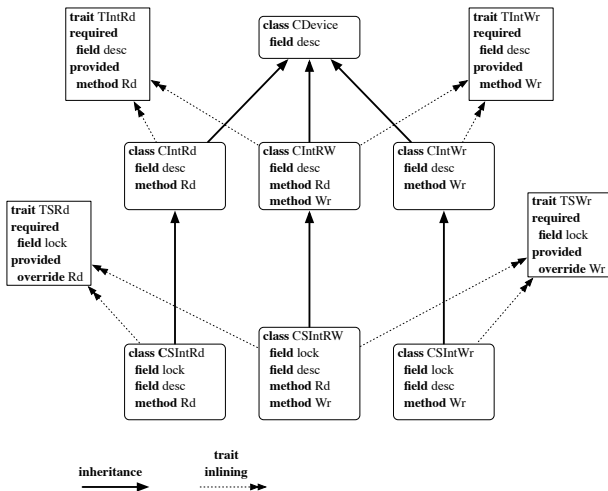 trait TIntRd
required
field desc
provided
method Rd
class CDevice
field desc
trait TIntWr
required
field desc
provided
method Wr
class CIntRd
field desc
method Rd
class CIntRW
field desc
method Rd
method Wr
class CIntWr
field desc
method Wr
trait TSRd
required
field lock
provided
override Rd
trait TSWr
required
field lock
provided
override Wr
class CSIntRd
field lock
field desc
method Rd
class CSIntRW
field lock
field desc
method Rd
method Wr
class CSIntWr
field lock
field desc
method Wr
inheritance
trait
inlining